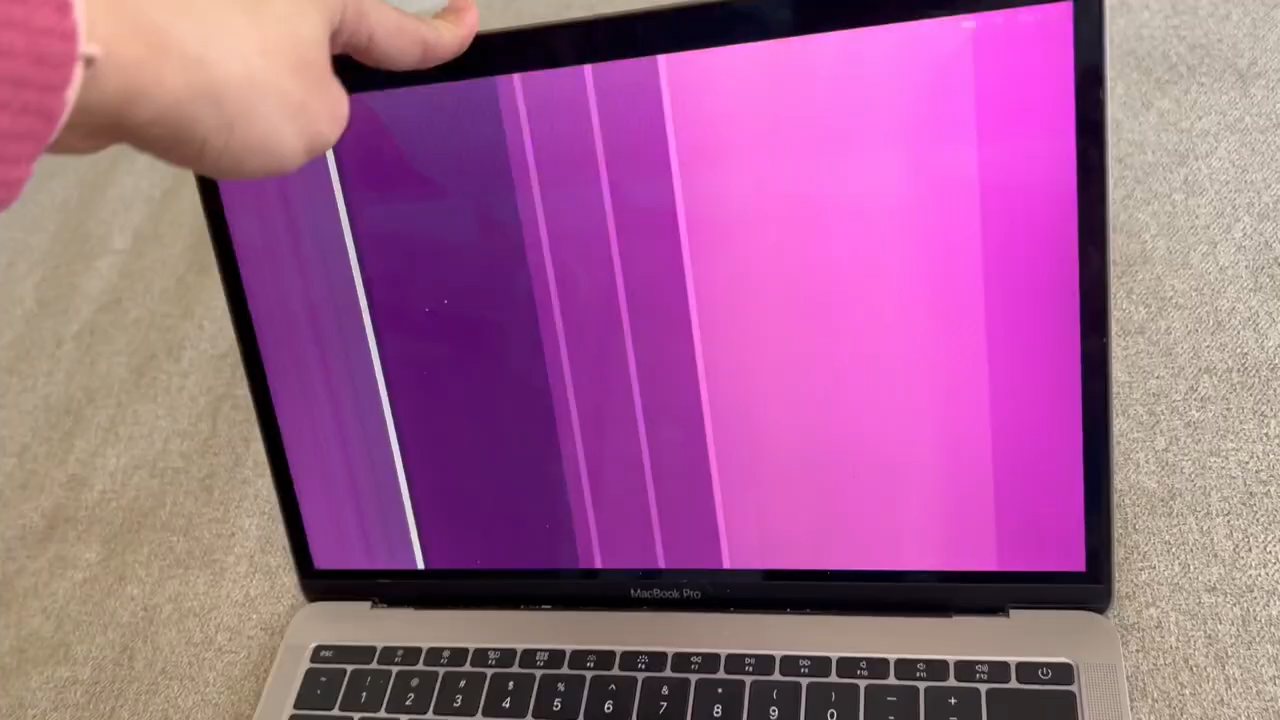 MacBook Pro
esc F1 F2 F3 F4 F5 F6 F7 F8 F9 F10 F11 F12
~ ! @ # $ % ^ & * ( ) — +
1 2 3 4 5 6 7 8 9 0